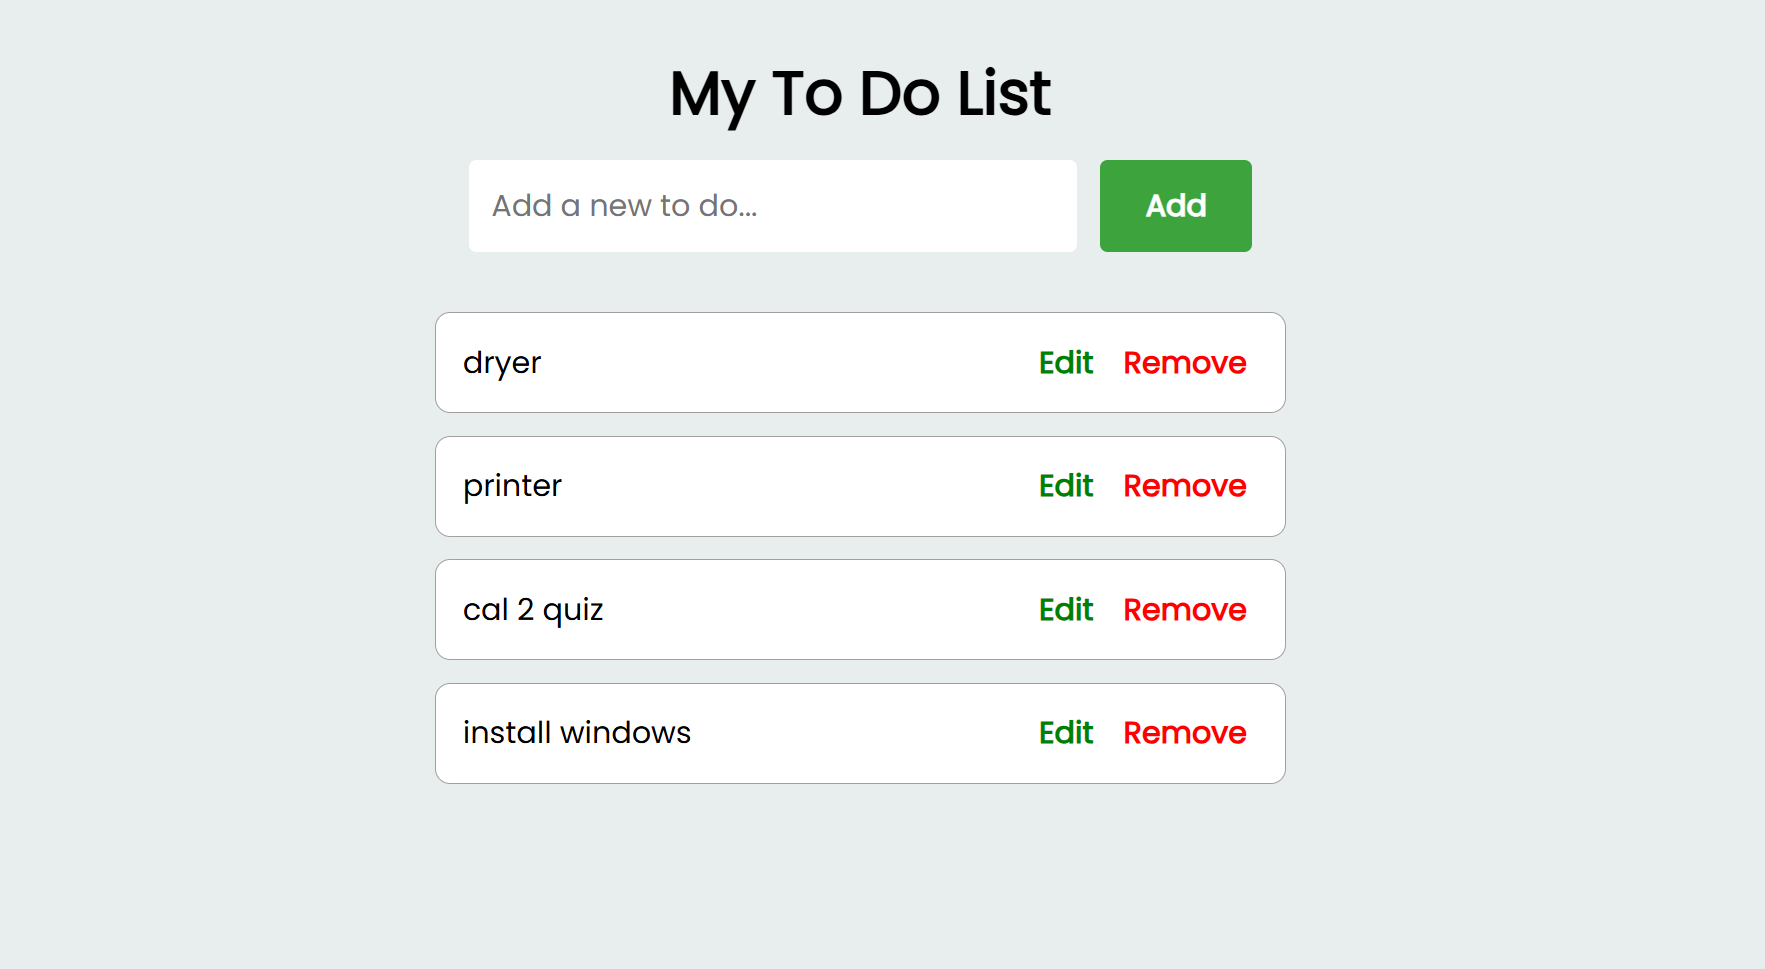 My To Do List
Add a new to do...
Add
dryer Edit Remove
printer Edit Remove
cal 2 quiz Edit Remove
install windows Edit Remove